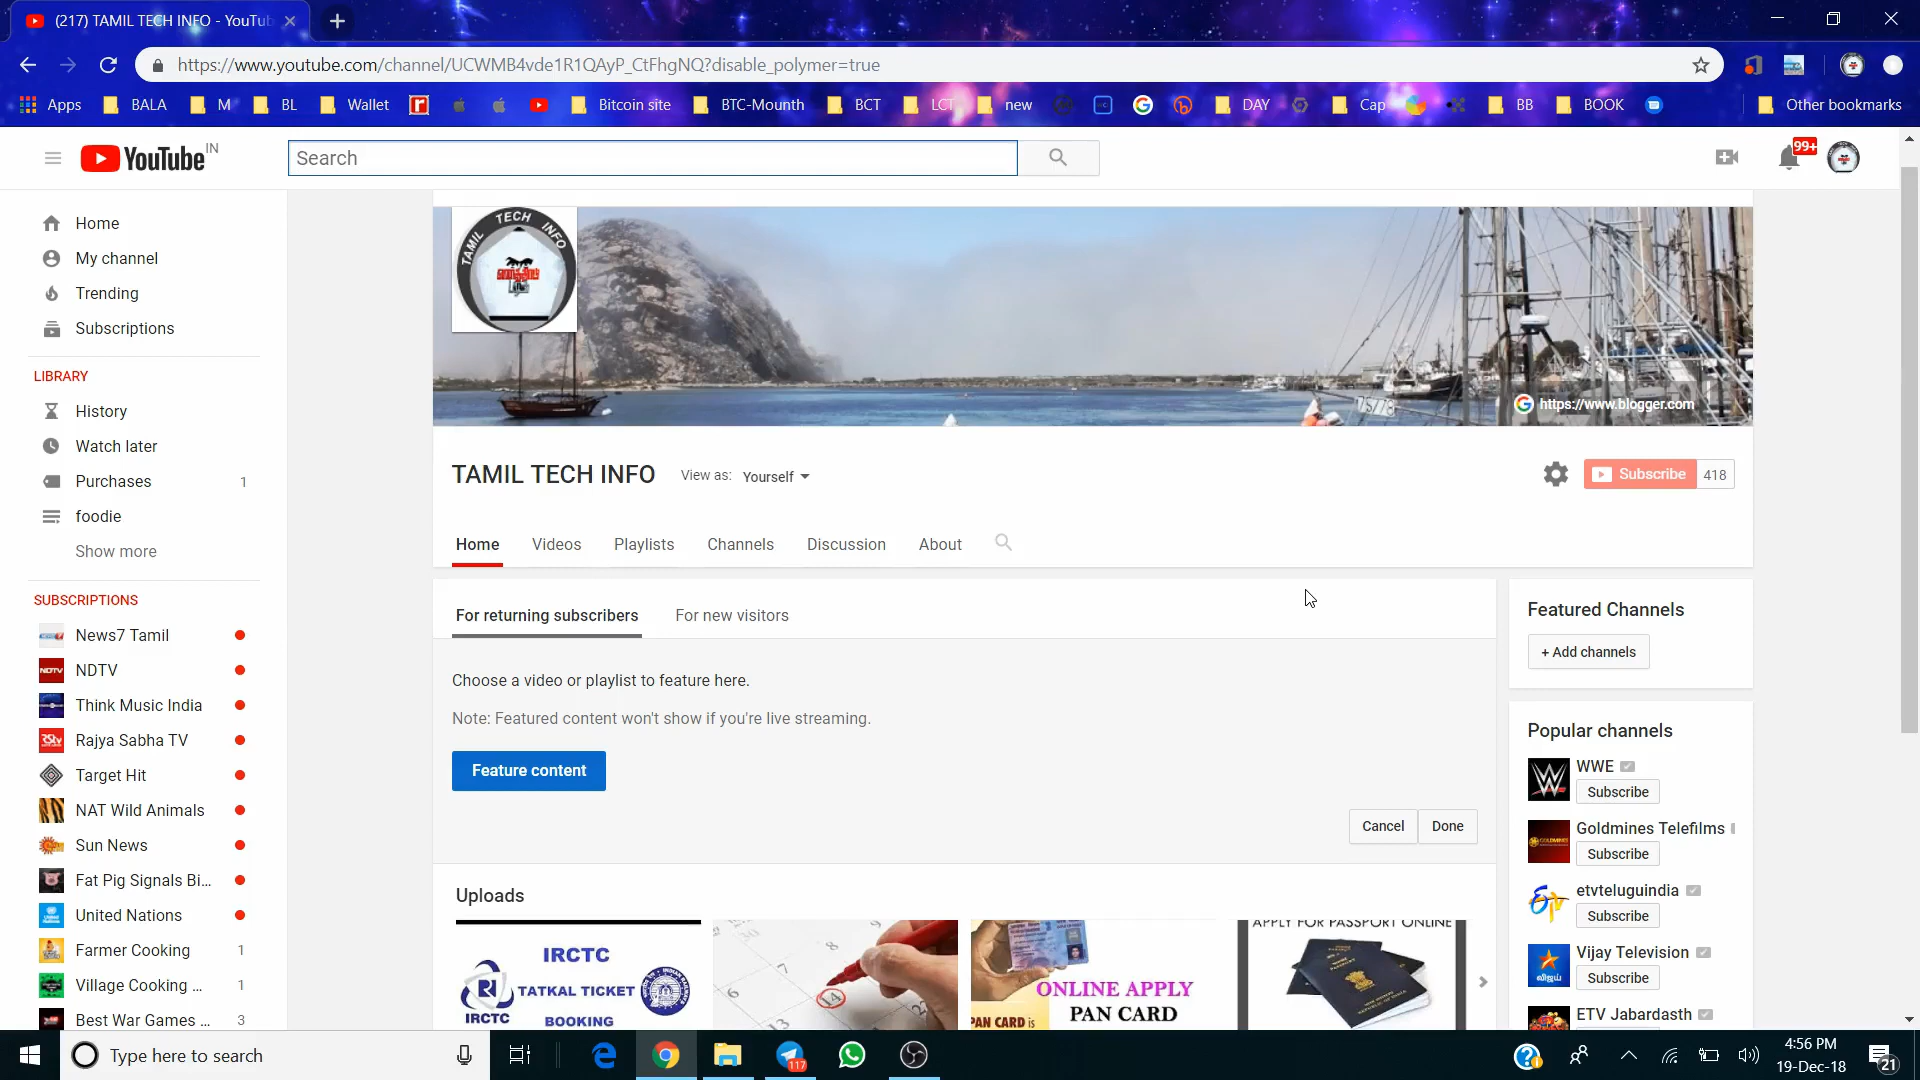 (217) TAMIL TECH INFO - YouTub
https://www.youtube.com/channel/UCWMB4vde1R1QAyP_CtFhgNQ?disable_polymer=true
Apps BALA M BL Wallet Bitcoin site BTC-Mounth BCT LCT new DAY Cap BB BOOK Other bookmarks
YouTube IN
Search
99+
Home
My channel
Trending
Subscriptions
LIBRARY
History
Watch later
Purchases 1
foodie
Show more
SUBSCRIPTIONS
News7 Tamil
NDTV
Think Music India
Rajya Sabha TV
Target Hit
NAT Wild Animals
Sun News
Fat Pig Signals Bi...
United Nations
Farmer Cooking 1
Village Cooking ... 1
Best War Games ... 3
TAMIL TECH INFO
https://www.blogger.com
TAMIL TECH INFO View as: Yourself
Subscribe 418
Home Videos Playlists Channels Discussion About
For returning subscribers For new visitors
Choose a video or playlist to feature here.
Note: Featured content won't show if you're live streaming.
Feature content
Cancel Done
Uploads
IRCTC
TATKAL TICKET
BOOKING
IRCTC
7
6
14
13
ONLINE APPLY
PAN CARD
PAN CARD is
APPLY FOR PASSPORT ONLINE
Featured Channels
+ Add channels
Popular channels
WWE
Subscribe
Goldmines Telefilms
Subscribe
etvteluguindia
Subscribe
Vijay Television
Subscribe
விஜய்
ETV Jabardasth
Type here to search
117
4:56 PM
19-Dec-18
21